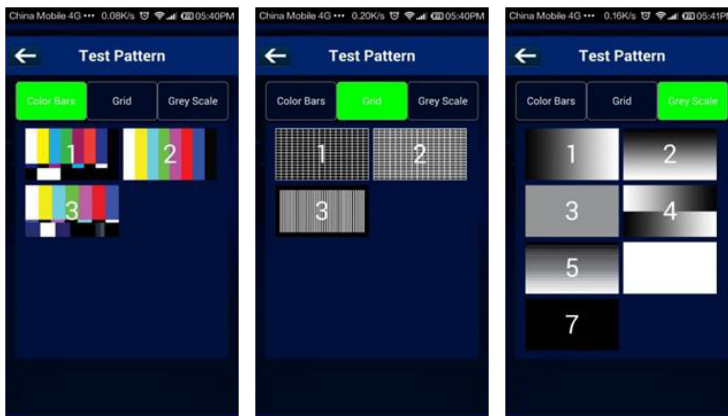 China Mobile 4G ••• 0.08K/s 05:40PM
Test Pattern
Color Bars Grid Grey Scale
1 2
3
China Mobile 4G ••• 0.20K/s 05:40PM
Test Pattern
Color Bars Grid Grey Scale
1 2
3
China Mobile 4G ••• 0.16K/s 05:41PM
Test Pattern
Color Bars Grid Grey Scale
1 2
3 4
5
7